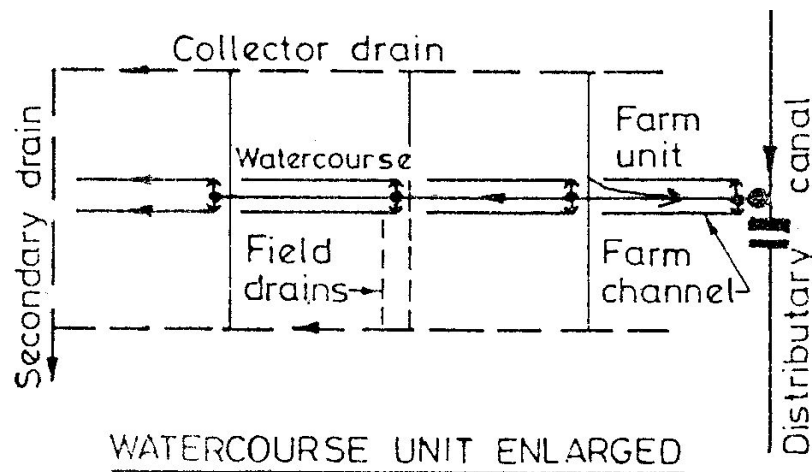 Collector drain
Secondary drain
Watercourse
Farm
unit
Distributary canal
Field
drains
Farm
channel
WATERCOURSE UNIT ENLARGED